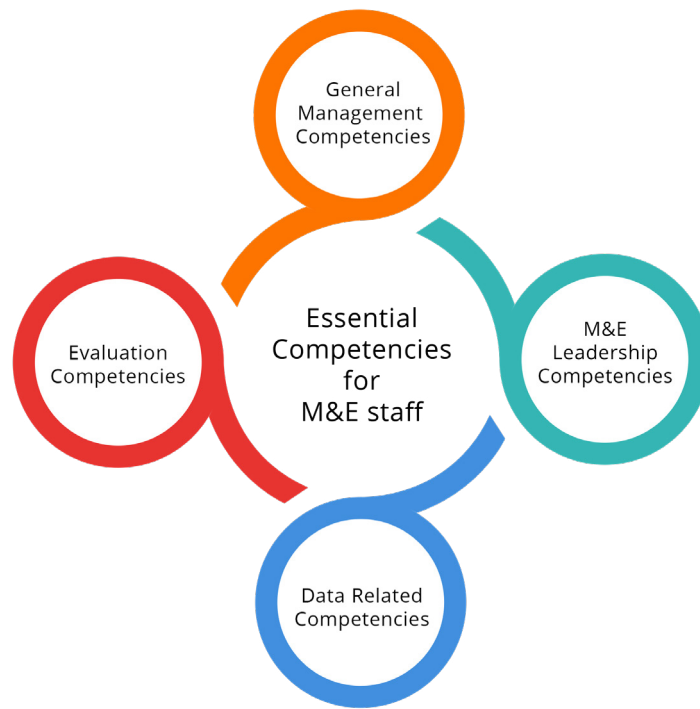 General
Management
Competencies
Essential
Competencies
for
M&E staff
M&E
Leadership
Competencies
Evaluation
Competencies
Data Related
Competencies